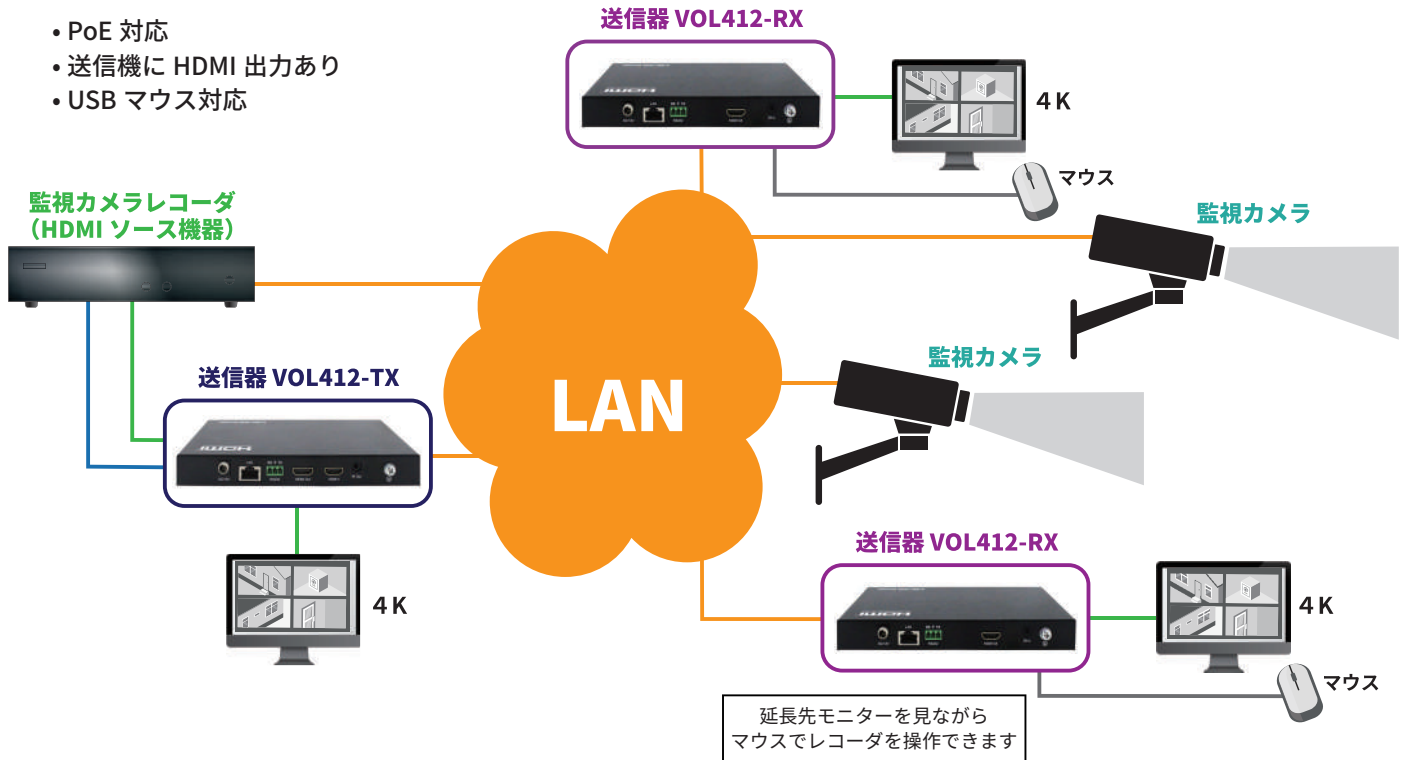 • PoE 対応
• 送信機に HDMI 出力あり
• USB マウス対応
送信器 VOL412-RX
4K
マウス
監視カメラレコーダ
（HDMI ソース機器）
監視カメラ
監視カメラ
送信器 VOL412-TX
LAN
4K
送信器 VOL412-RX
4K
マウス
延長先モニターを見ながら
マウスでレコーダを操作できます